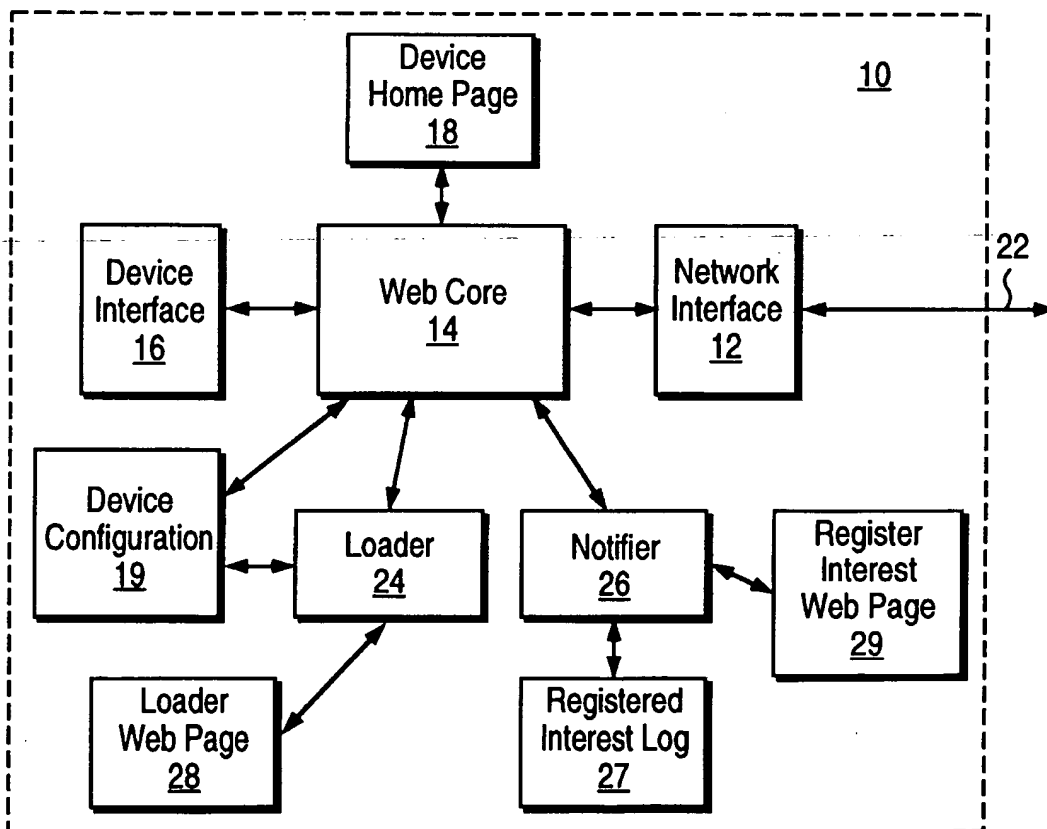 Device
Home Page
18
10
Device
Interface
16
Web Core
14
Network
Interface
12
22
Device
Configuration
19
Loader
24
Notifier
26
Register
Interest
Web Page
29
Loader
Web Page
28
Registered
Interest Log
27